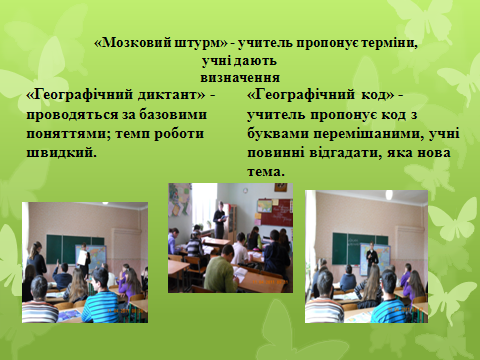 «Мозковий штурм» - учитель пропонує терміни,
учні дають
визначення
«Географічний диктант» -
проводяться за базовими
поняттями; темп роботи
швидкий.
«Географічний код» -
учитель пропонує код з
буквами перемішаними, учні
повинні відгадати, яка нова
тема.